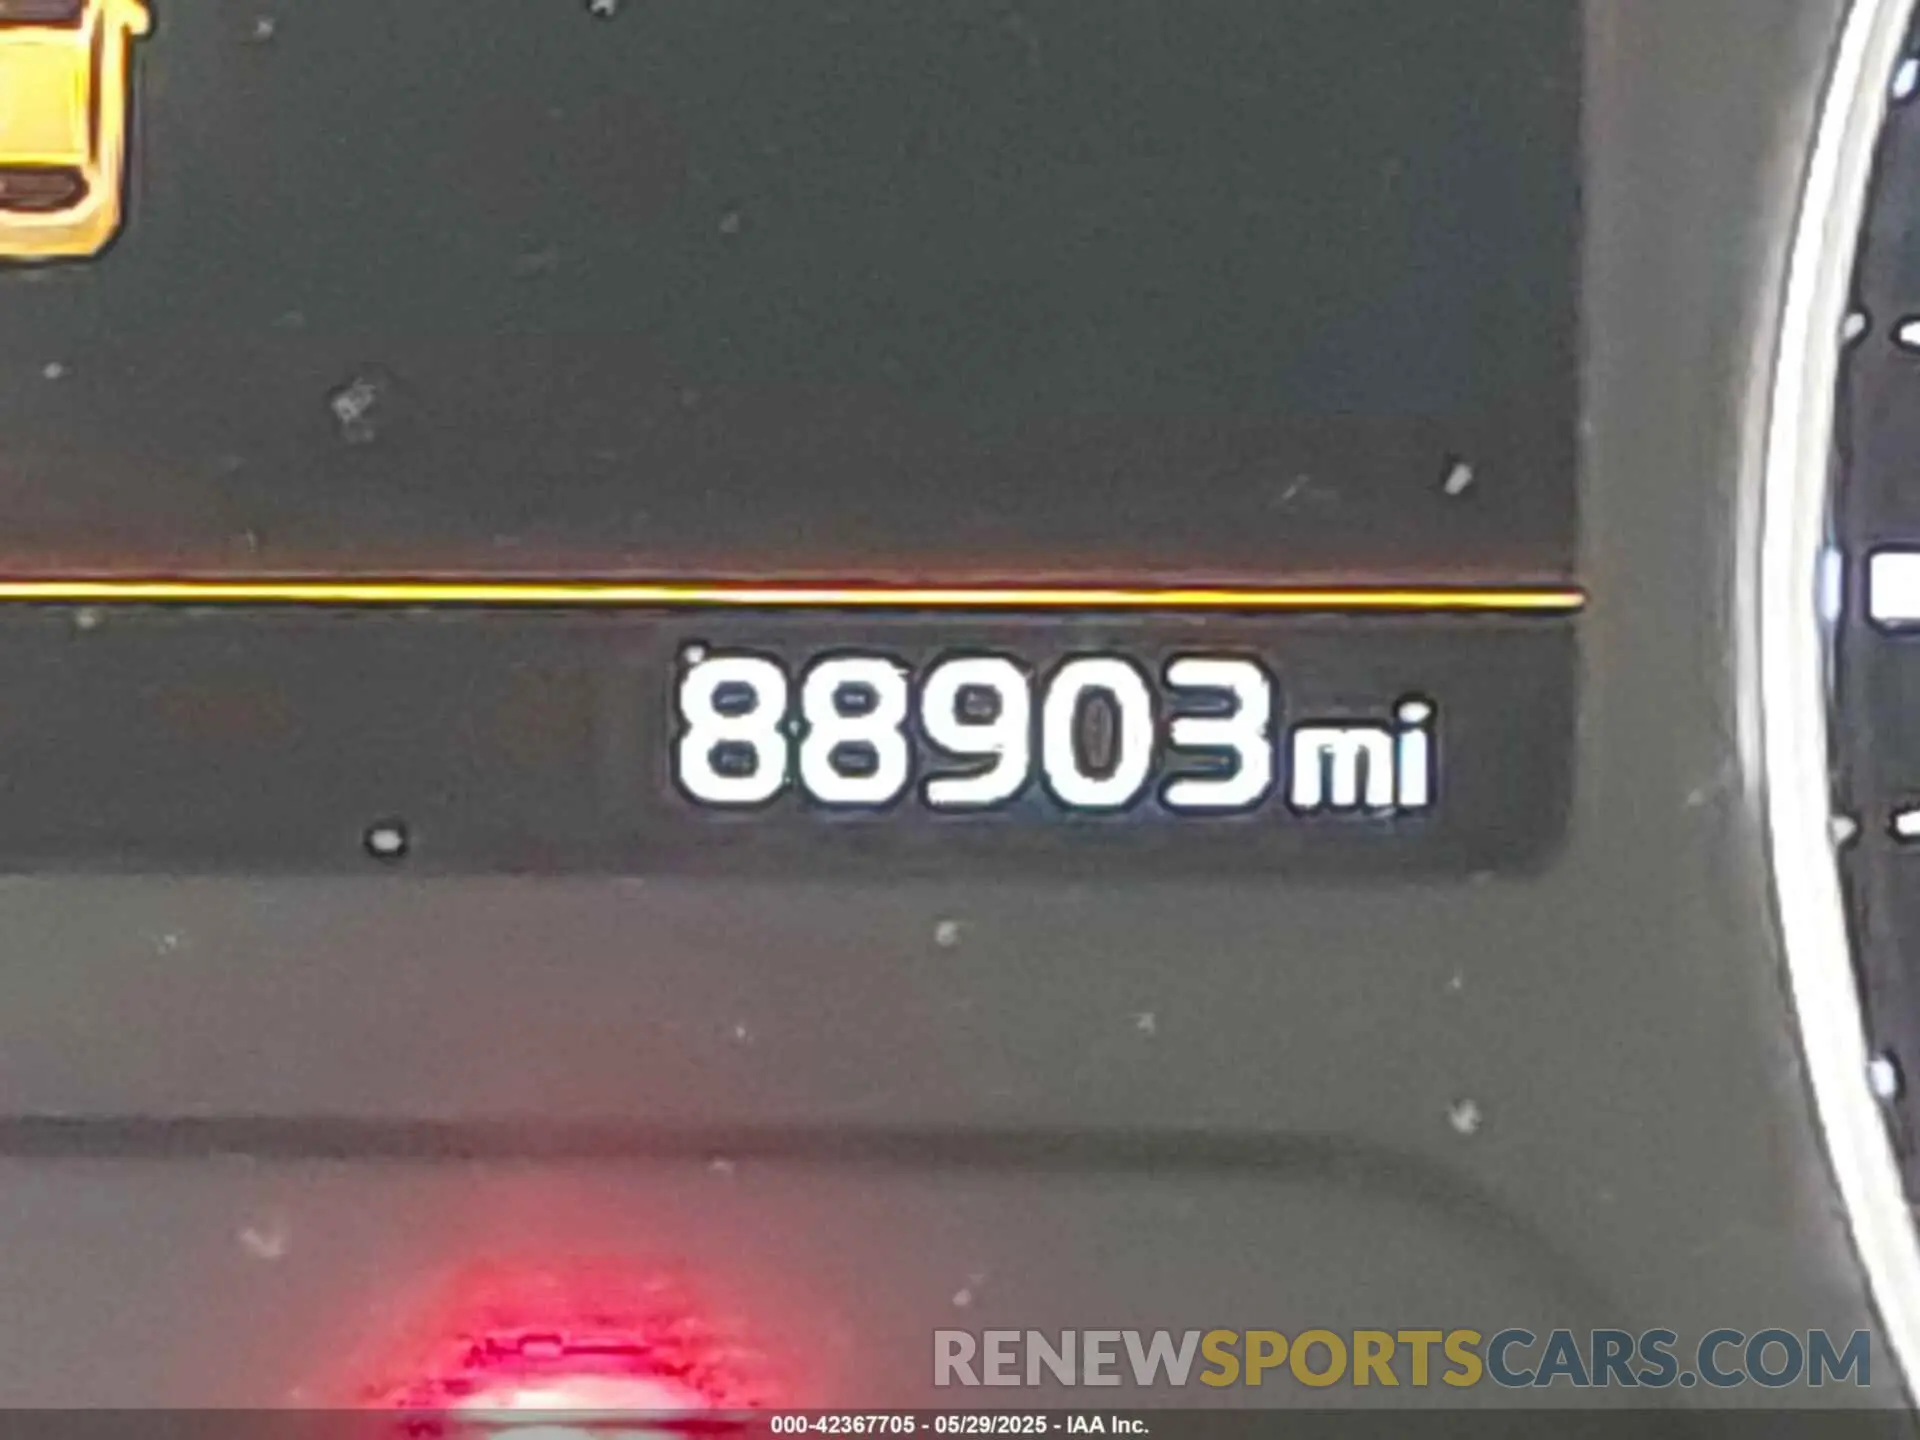 88903mi
RENEWSPORTSCARS.COM
000-42367705 - 05/29/2025 - IAA Inc.